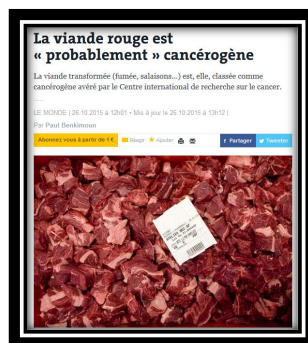 La viande rouge est
« probablement » cancérogène
La viande transformée (fumée, salaisons...) est, elle, classée comme
cancérogène avéré par le Centre international de recherche sur le cancer.
LE MONDE | 26.10.2015 à 12h01 • Mis à jour le 26.10.2015 à 13h12 |
Par Paul Benkimoun
Abonnez vous à partir de 1 € Réagir Ajouter Partager Tweeter